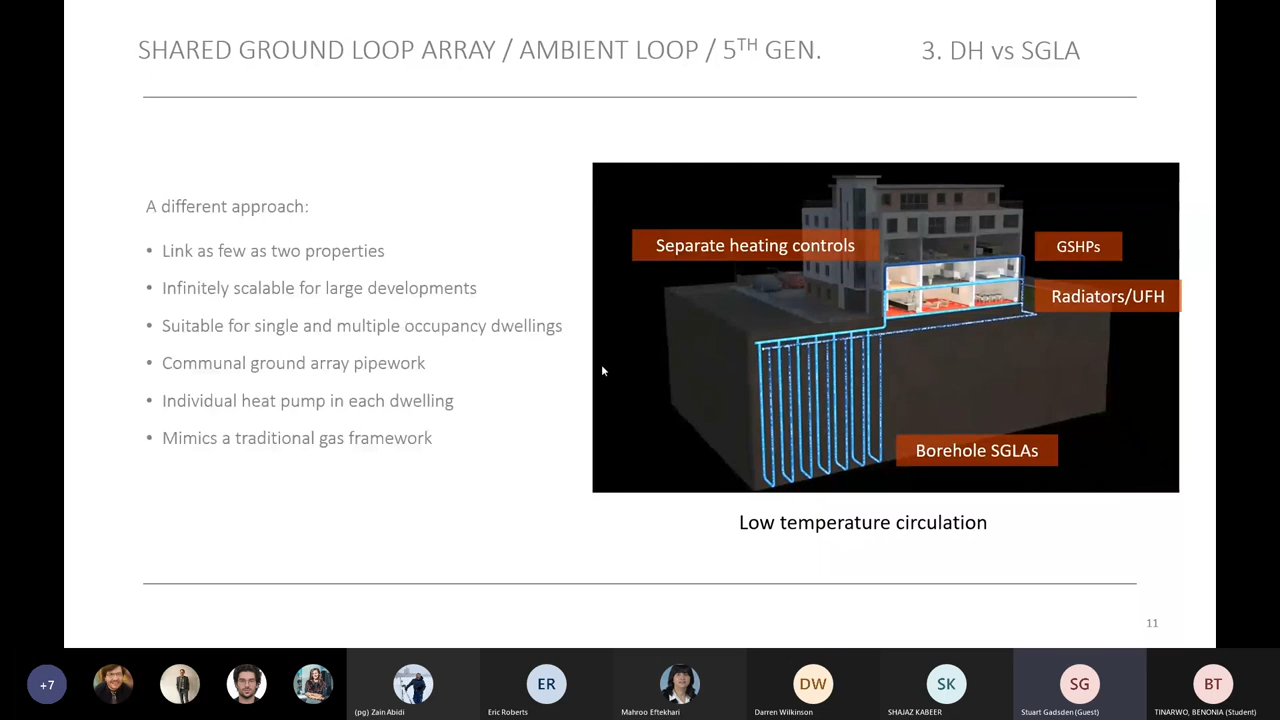 SHARED GROUND LOOP ARRAY / AMBIENT LOOP / 5TH GEN.
3. DH vs SGLA
A different approach:
• Link as few as two properties
• Infinitely scalable for large developments
• Suitable for single and multiple occupancy dwellings
• Communal ground array pipework
• Individual heat pump in each dwelling
• Mimics a traditional gas framework
Separate heating controls
GSHPs
Radiators/UFH
Borehole SGLAs
Low temperature circulation
11
+7
ER
DW
SK
SG
BT
(pg) Zain Abidi
Eric Roberts
Mahroo Eftekhari
Darren Wilkinson
SHAJAZ KABEER
Stuart Gadsden (Guest)
TINARWO, BENONIA (Student)